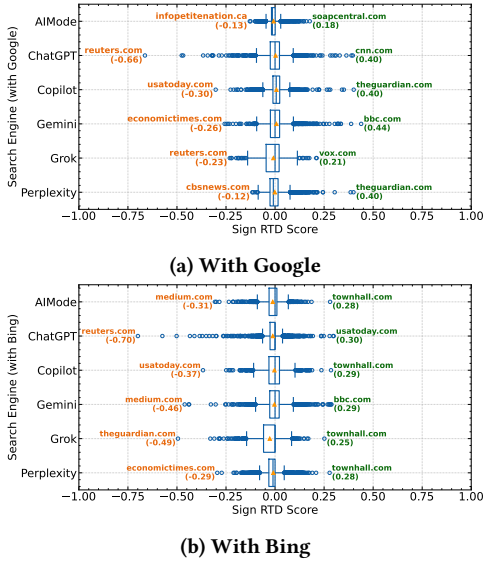 Search Engine (with Google)
AIMode
infopetitenation.ca
(-0.13)
soapcentral.com
(0.18)
ChatGPT
reuters.com
(-0.66)
cnn.com
(0.40)
Copilot
usatoday.com
(-0.30)
theguardian.com
(0.40)
Gemini
economictimes.com
(-0.26)
bbc.com
(0.44)
Grok
reuters.com
(-0.23)
vox.com
(0.21)
Perplexity
cbsnews.com
(-0.12)
theguardian.com
(0.40)
−1.00 −0.75 −0.50 −0.25 0.00 0.25 0.50 0.75 1.00
Sign RTD Score
(a) With Google
Search Engine (with Bing)
AIMode
medium.com
(-0.31)
townhall.com
(0.28)
ChatGPT
reuters.com
(-0.70)
usatoday.com
(0.30)
Copilot
usatoday.com
(-0.37)
townhall.com
(0.29)
Gemini
medium.com
(-0.46)
bbc.com
(0.29)
Grok
theguardian.com
(-0.49)
townhall.com
(0.25)
Perplexity
economictimes.com
(-0.29)
townhall.com
(0.28)
−1.00 −0.75 −0.50 −0.25 0.00 0.25 0.50 0.75 1.00
Sign RTD Score
(b) With Bing